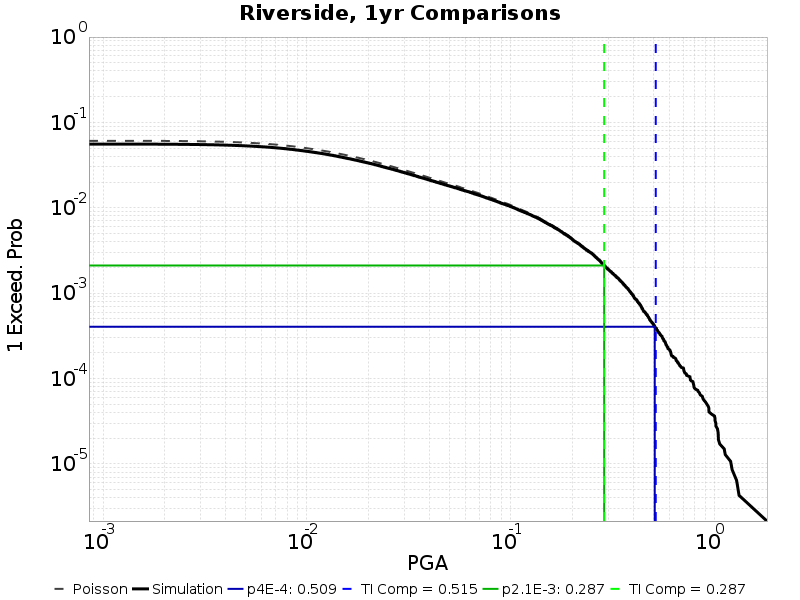 Riverside, 1yr Comparisons
10^0
10^-1
10^-2
10^-3
10^-4
10^-5
1 Exceed. Prob
10^-3 10^-2 10^-1 10^0
PGA
Poisson Simulation p4E-4: 0.509 TI Comp = 0.515 p2.1E-3: 0.287 TI Comp = 0.287